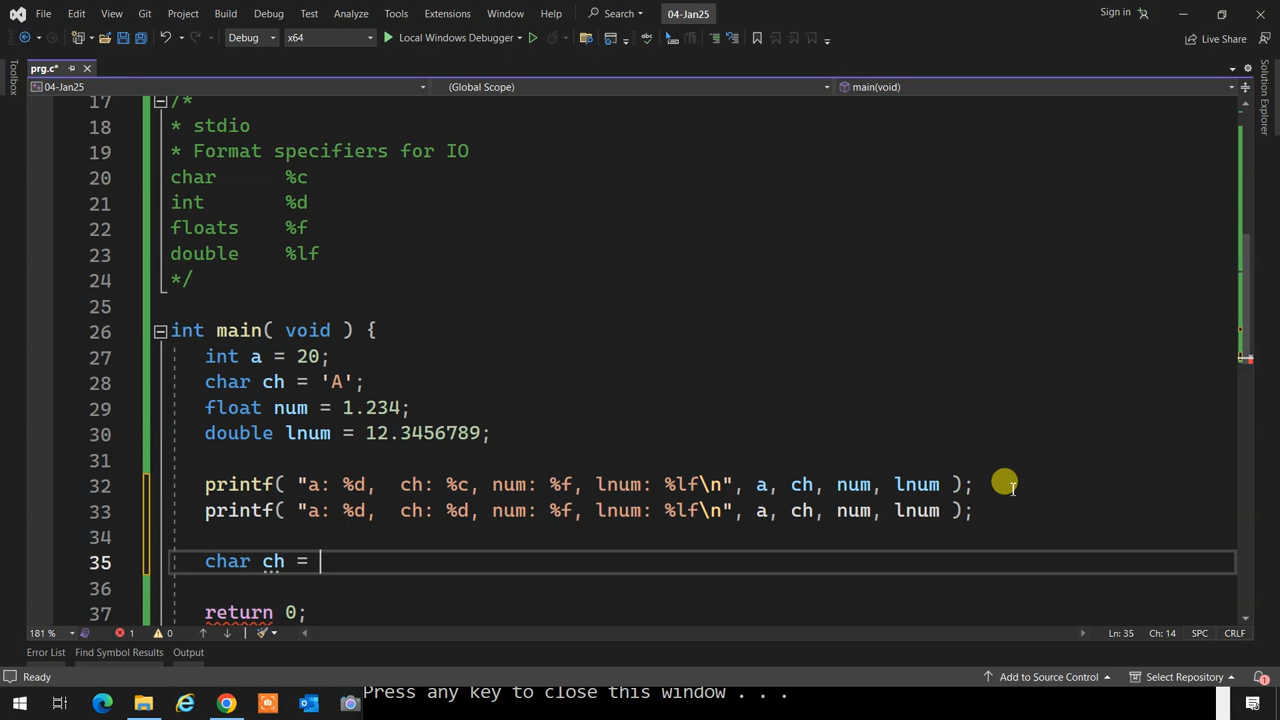 File Edit View Git Project Build Debug Test Analyze Tools Extensions Window Help Search 04-Jan25 Sign in
Debug x64 Local Windows Debugger Live Share
prg.c*
04-Jan25 (Global Scope) main(void)
Toolbox
Solution Explorer
17 /*
18 * stdio
19 * Format specifiers for IO
20 char %c
21 int %d
22 floats %f
23 double %lf
24 */
25
26 int main( void ) {
27 int a = 20;
28 char ch = 'A';
29 float num = 1.234;
30 double lnum = 12.3456789;
31
32 printf( "a: %d,  ch: %c, num: %f, lnum: %lf\n", a, ch, num, lnum );
33 printf( "a: %d,  ch: %d, num: %f, lnum: %lf\n", a, ch, num, lnum );
34
35 char ch =
36
37 return 0;
181 % 1 0 Ln: 35 Ch: 14 SPC CRLF
Error List Find Symbol Results Output
Ready Add to Source Control Select Repository 1
Press any key to close this window . . .